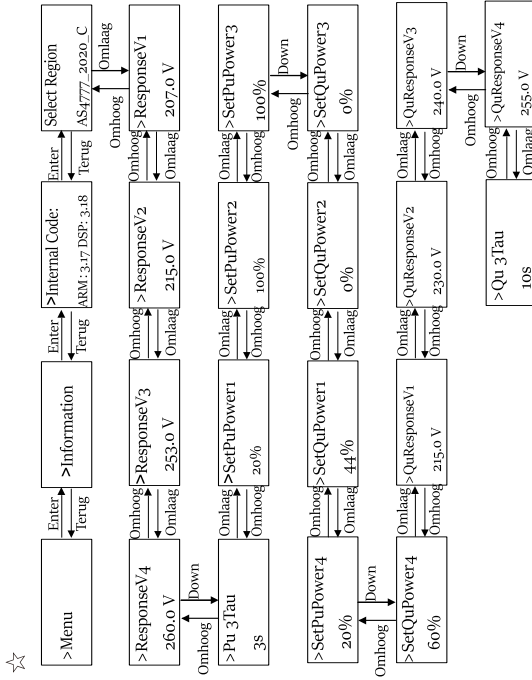 >Menu
Enter
Terug
>Information
Enter
Terug
>Internal Code:
ARM: 3.17 DSP: 3.18
Enter
Terug
Select Region
AS4777_2020_C
Omhoog
Omlaag
>ResponseV1
207.0 V
Omhoog
Omlaag
>ResponseV2
215.0 V
Omhoog
Omlaag
>ResponseV3
253.0 V
Omhoog
Omlaag
>ResponseV4
260.0 V
Omhoog
Down
>Pu 3Tau
3s
Omlaag
Omhoog
>SetPuPower1
20%
Omlaag
Omhoog
>SetPuPower2
100%
Omlaag
Omhoog
>SetPuPower3
100%
Omhoog
Down
>SetQuPower3
0%
Omhoog
Omlaag
>SetQuPower2
0%
Omhoog
Omlaag
>SetQuPower1
44%
Omhoog
Omlaag
>SetPuPower4
20%
Omhoog
Down
>SetQuPower4
60%
Omlaag
Omhoog
>QuResponseV1
215.0 V
Omlaag
Omhoog
>QuResponseV2
230.0 V
Omlaag
Omhoog
>QuResponseV3
240.0 V
Omhoog
Down
>QuResponseV4
255.0 V
Omhoog
Omlaag
>Qu 3Tau
10s